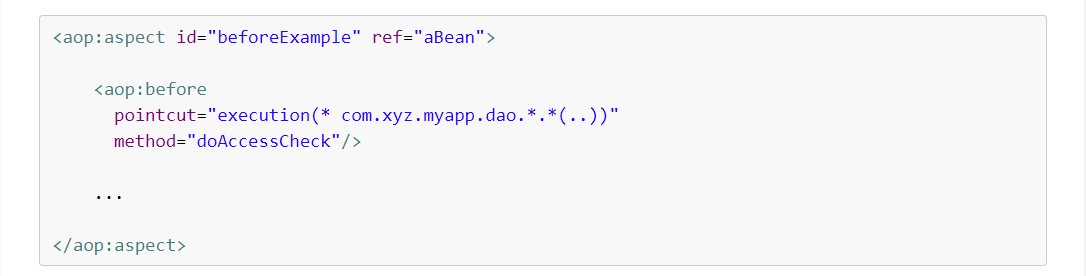 <aop:aspect id="beforeExample" ref="aBean">
<aop:before
pointcut="execution(* com.xyz.myapp.dao.*.*(..))"
method="doAccessCheck"/>
...
</aop:aspect>